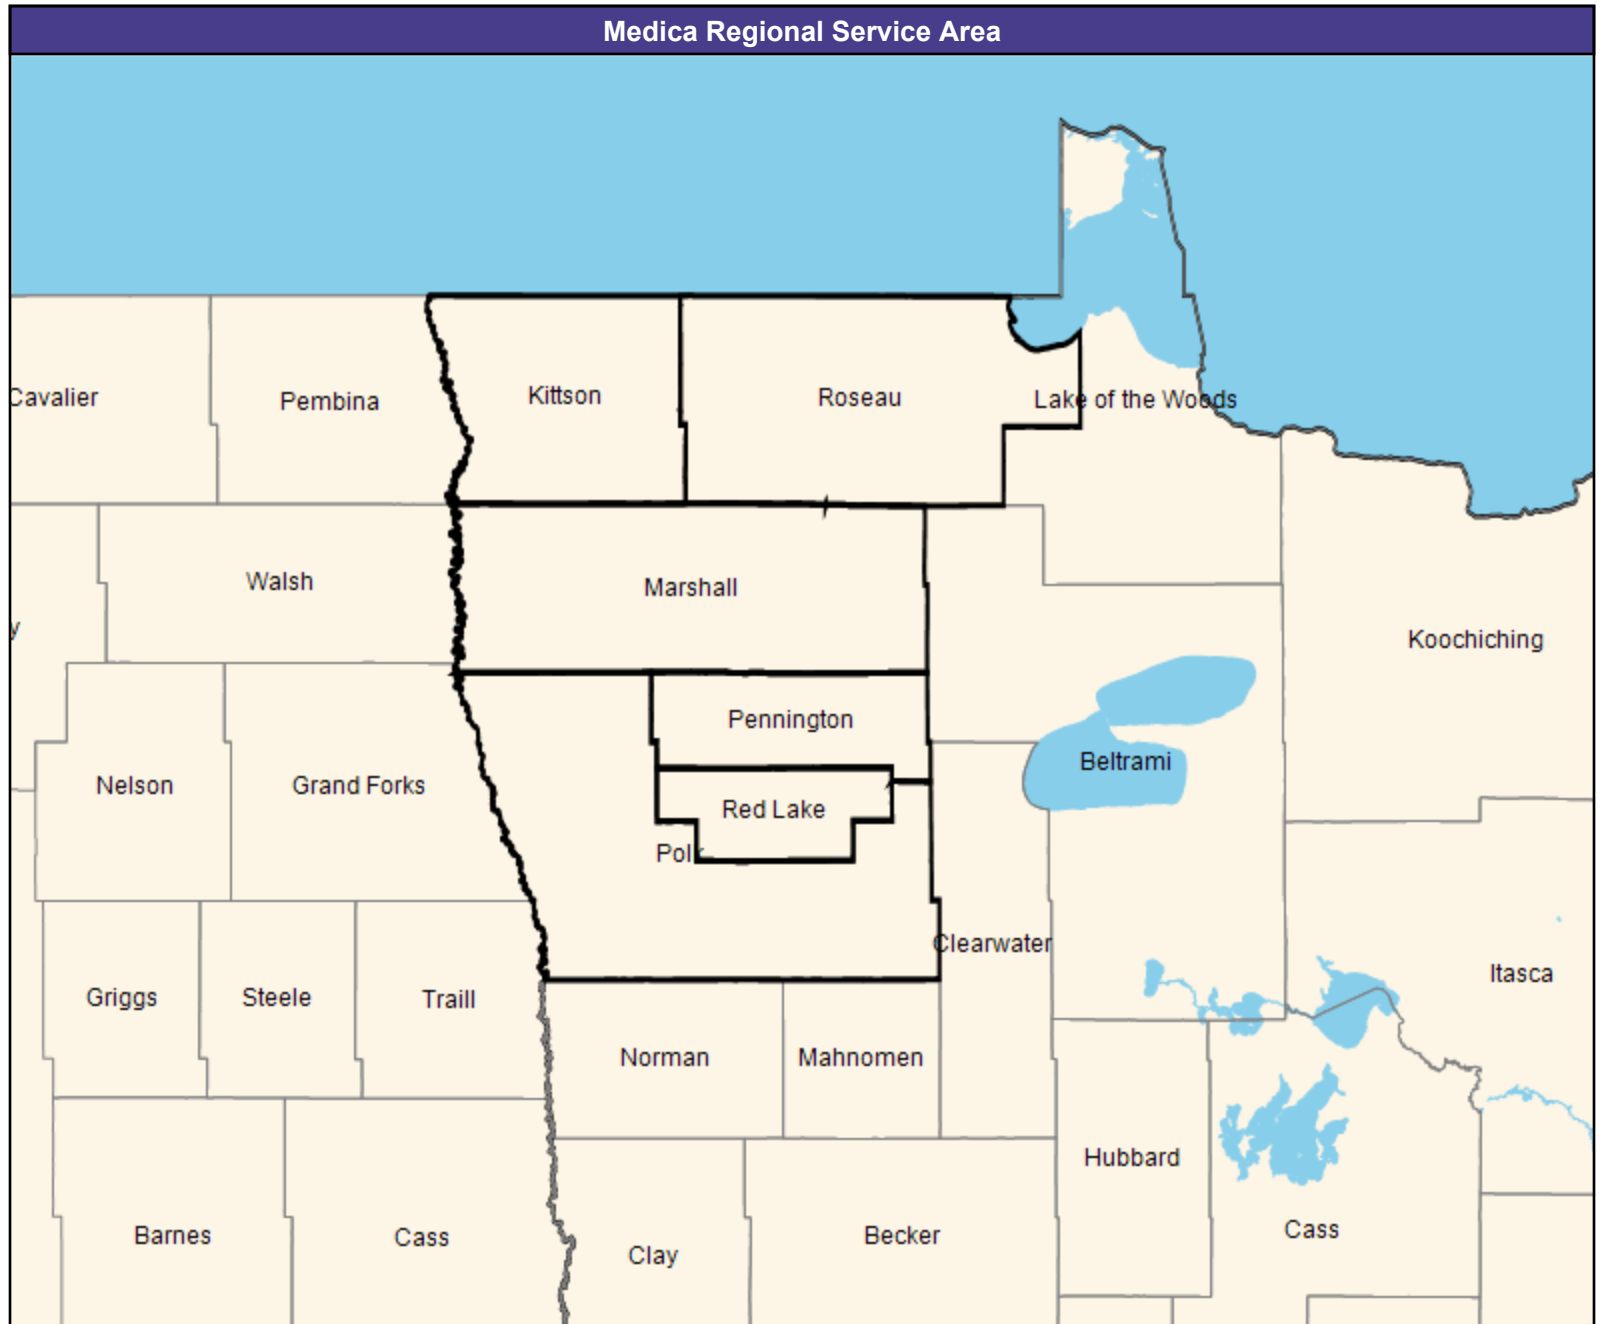 Medica Regional Service Area
Cavalier
Pembina
Kittson
Roseau
Lake of the Woods
Walsh
Marshall
y
Koochiching
Pennington
Beltrami
Nelson
Grand Forks
Red Lake
Polk
Clearwater
Itasca
Griggs
Steele
Traill
Norman
Mahnomen
Hubbard
Barnes
Cass
Clay
Becker
Cass